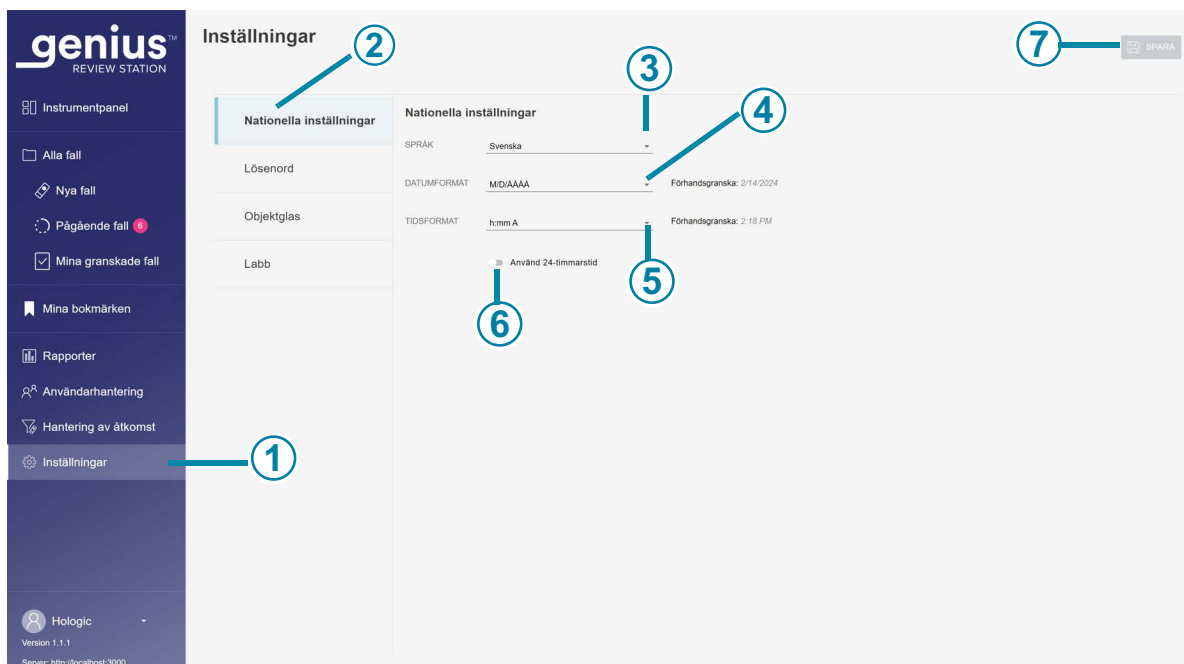 genius™
REVIEW STATION
Instrumentpanel
Alla fall
Nya fall
Pågående fall 6
Mina granskade fall
Mina bokmärken
Rapporter
Användarhantering
Hantering av åtkomst
Inställningar
Hologic
Version 1.1.1
Server: http://localhost:3000
Inställningar
2
3
4
7
SPARA
Nationella inställningar
Lösenord
Objektglas
Labb
Nationella inställningar
SPRÅK Svenska
DATUMFORMAT M/D/ÅÅÅÅ Förhandsgranska: 2/14/2024
TIDSFORMAT h:mm A Förhandsgranska: 2:18 PM
Använd 24-timmarstid
5
6
1